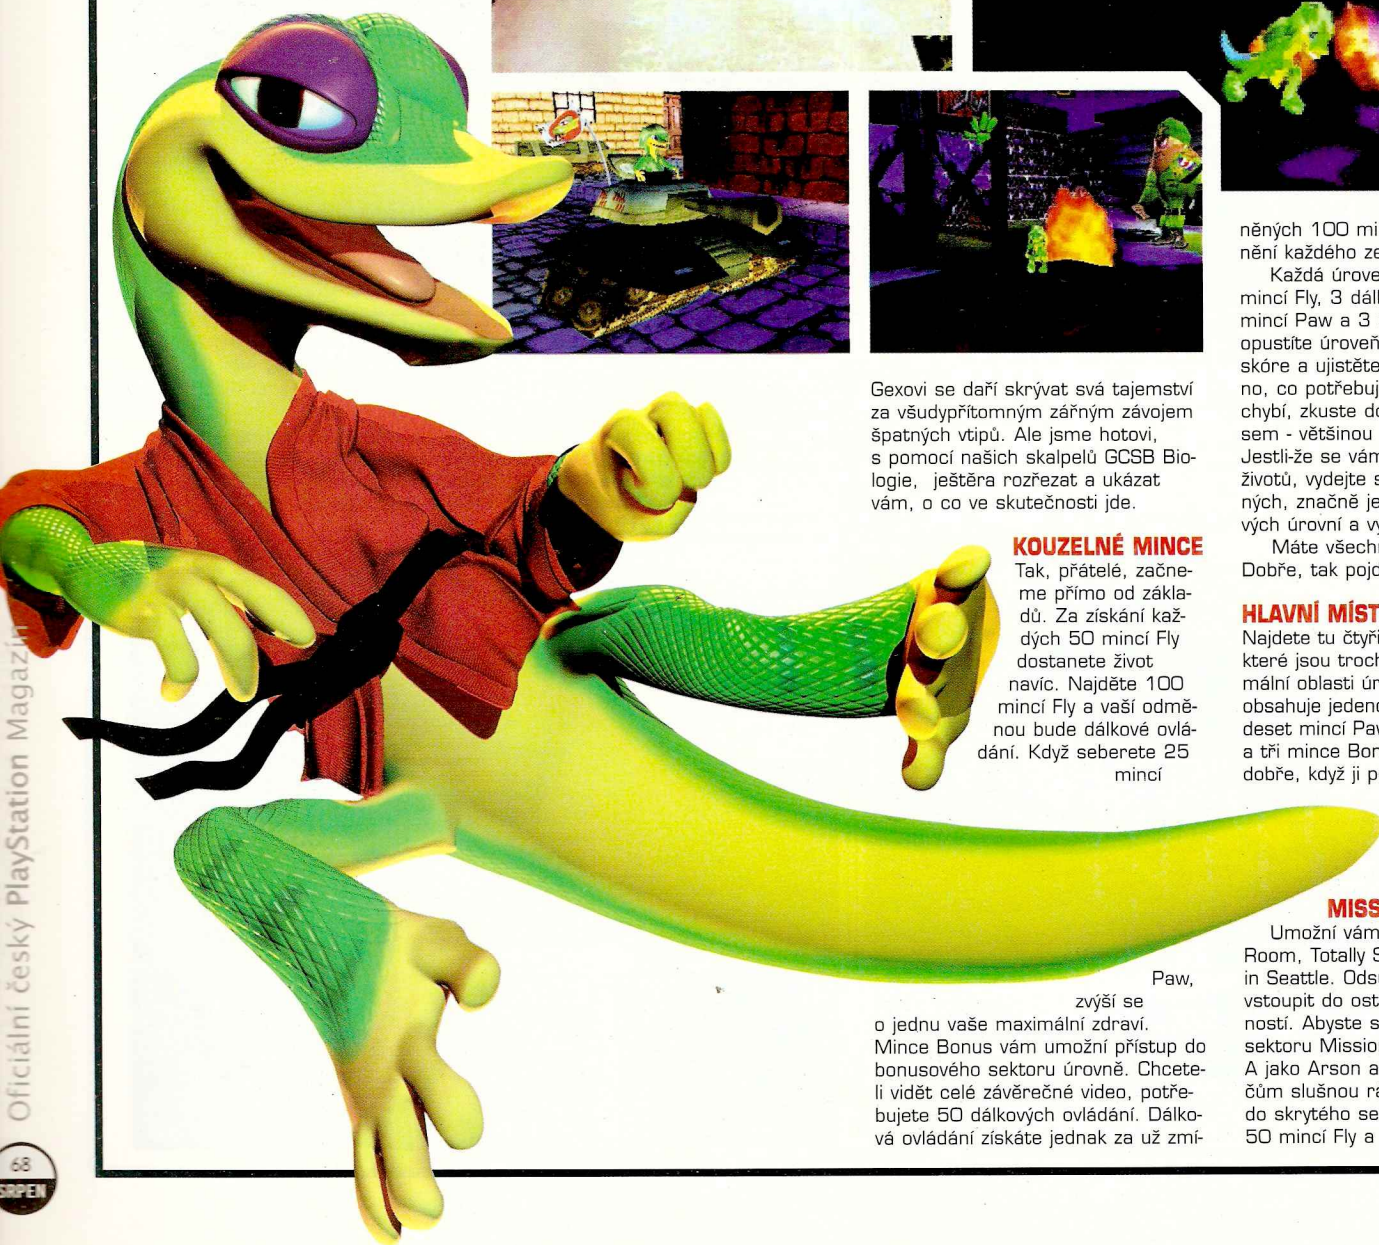 Gexovi se daří skrývat svá tajemství
za všudypřítomným zářným závojem
špatných vtipů. Ale jsme hotovi,
s pomocí našich skalpelů GCSB Bio-
logie, ještěra rozřezat a ukázat
vám, o co ve skutečnosti jde.
KOUZELNÉ MINCE
Tak, přátelé, začne-
me přímo od zákla-
dů. Za získání kaž-
dých 50 mincí Fly
dostanete život
navíc. Najděte 100
mincí Fly a vaší odmě-
nou bude dálkové ovlá-
dání. Když seberete 25
mincí
Paw,
zvýší se
o jednu vaše maximální zdraví.
Mince Bonus vám umožní přístup do
bonusového sektoru úrovně. Chcete-
li vidět celé závěrečné video, potře-
bujete 50 dálkových ovládání. Dálko-
vá ovládání získáte jednak za už zmí-
něných 100 mi
nění každého ze
Každá úrove
mincí Fly, 3 dál
mincí Paw a 3
opustíte úroveň
skóre a ujistěte
no, co potřebuj
chybí, zkuste do
sem - většinou
Jestli-že se vám
životů, vydejte s
ných, značně je
vých úrovní a vy
Máte všech
Dobře, tak pojd
HLAVNÍ MÍST
Najdete tu čtyři
které jsou troch
mální oblasti úr
obsahuje jeden
deset mincí Pav
a tři mince Bon
dobře, když ji p
MISS
Umožní vám
Room, Totally S
in Seattle. Ods
vstoupit do ost
ností. Abyste s
sektoru Mission
A jako Arson a
čům slušnou ra
do skrytého se
50 mincí Fly a
Oficiální český PlayStation Magazín
68
SRPEN